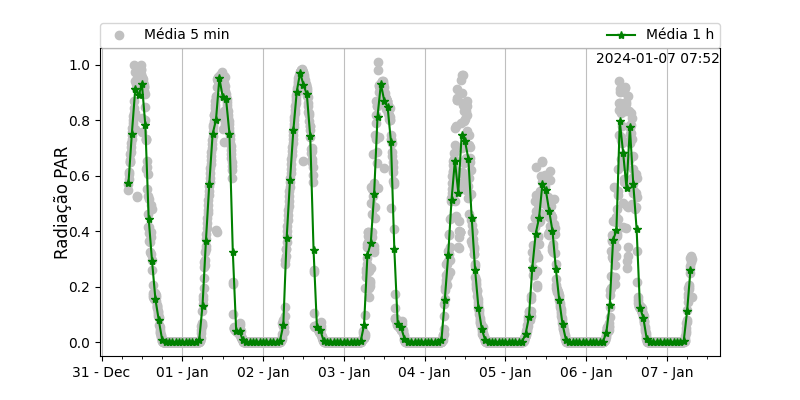 Média 5 min
Média 1 h
2024-01-07 07:52
Radiação PAR
1.0
0.8
0.6
0.4
0.2
0.0
31 - Dec
01 - Jan
02 - Jan
03 - Jan
04 - Jan
05 - Jan
06 - Jan
07 - Jan